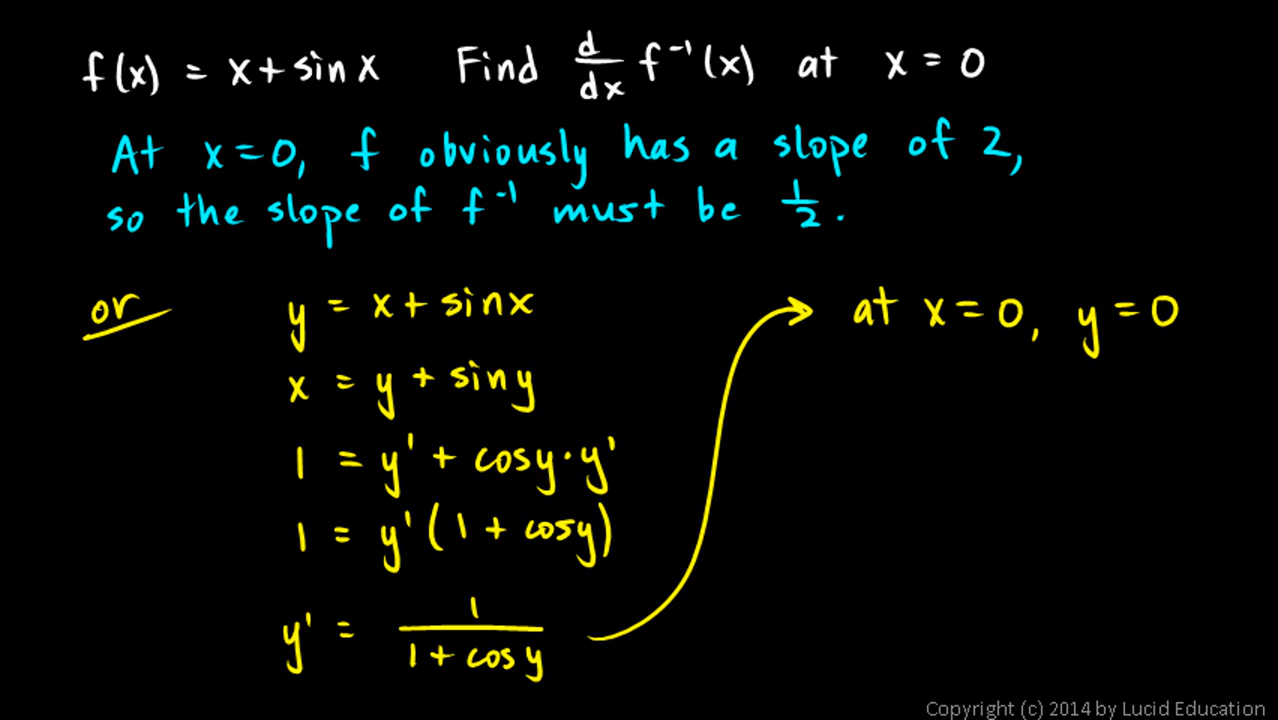 f(x) = x + sin x   Find d/dx f⁻¹(x) at x = 0
At x = 0, f obviously has a slope of 2,
so the slope of f⁻¹ must be 1/2.
or
y = x + sin x
x = y + sin y
1 = y' + cos y · y'
1 = y' (1 + cos y)
y' = 1/(1 + cos y)
at x = 0, y = 0
Copyright (c) 2014 by Lucid Education